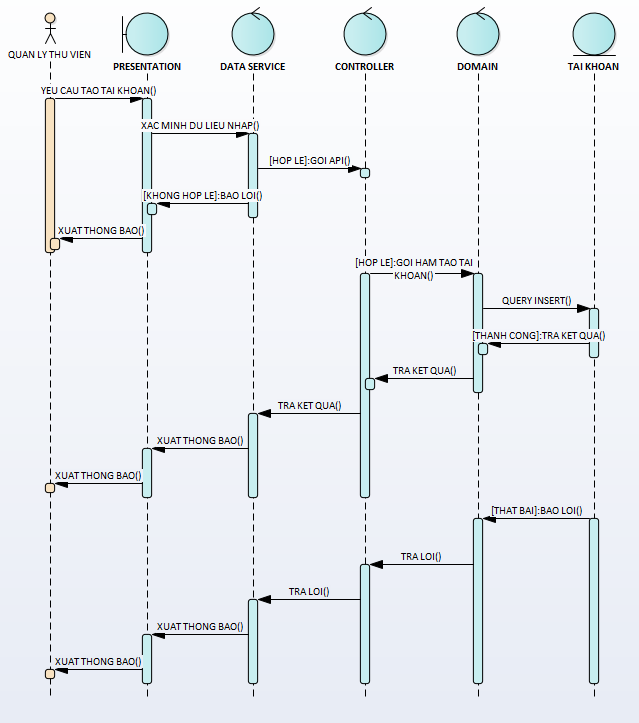 QUAN LY THU VIEN
PRESENTATION
DATA SERVICE
CONTROLLER
DOMAIN
TAI KHOAN
YEU CAU TAO TAI KHOAN()
XAC MINH DU LIEU NHAP()
[HOP LE]:GOI API()
[KHONG HOP LE]:BAO LOI()
XUAT THONG BAO()
[HOP LE]:GOI HAM TAO TAI
KHOAN()
QUERY INSERT()
[THANH CONG]:TRA KET QUA()
TRA KET QUA()
TRA KET QUA()
XUAT THONG BAO()
XUAT THONG BAO()
[THAT BAI]:BAO LOI()
TRA LOI()
TRA LOI()
XUAT THONG BAO()
XUAT THONG BAO()